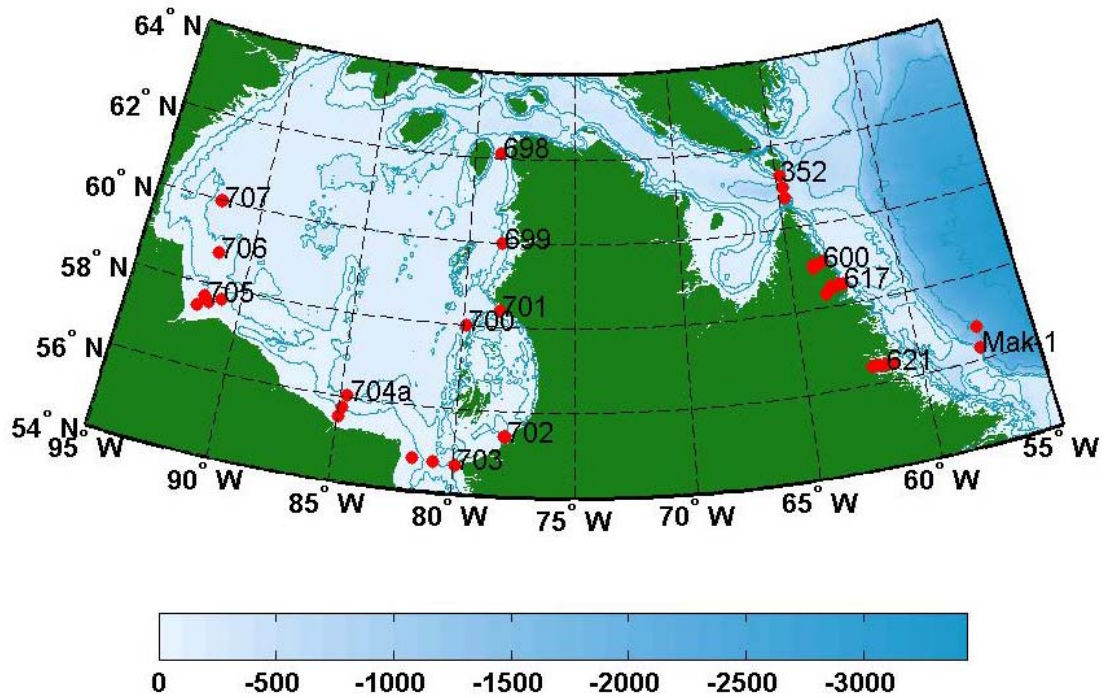 64° N
62° N
60° N
58° N
56° N
54° N
95° W
90° W
85° W
80° W
75° W
70° W
65° W
60° W
55° W
698
352
707
699
706
600
617
705
701
700
Mak-1
621
704a
702
703
0 -500 -1000 -1500 -2000 -2500 -3000